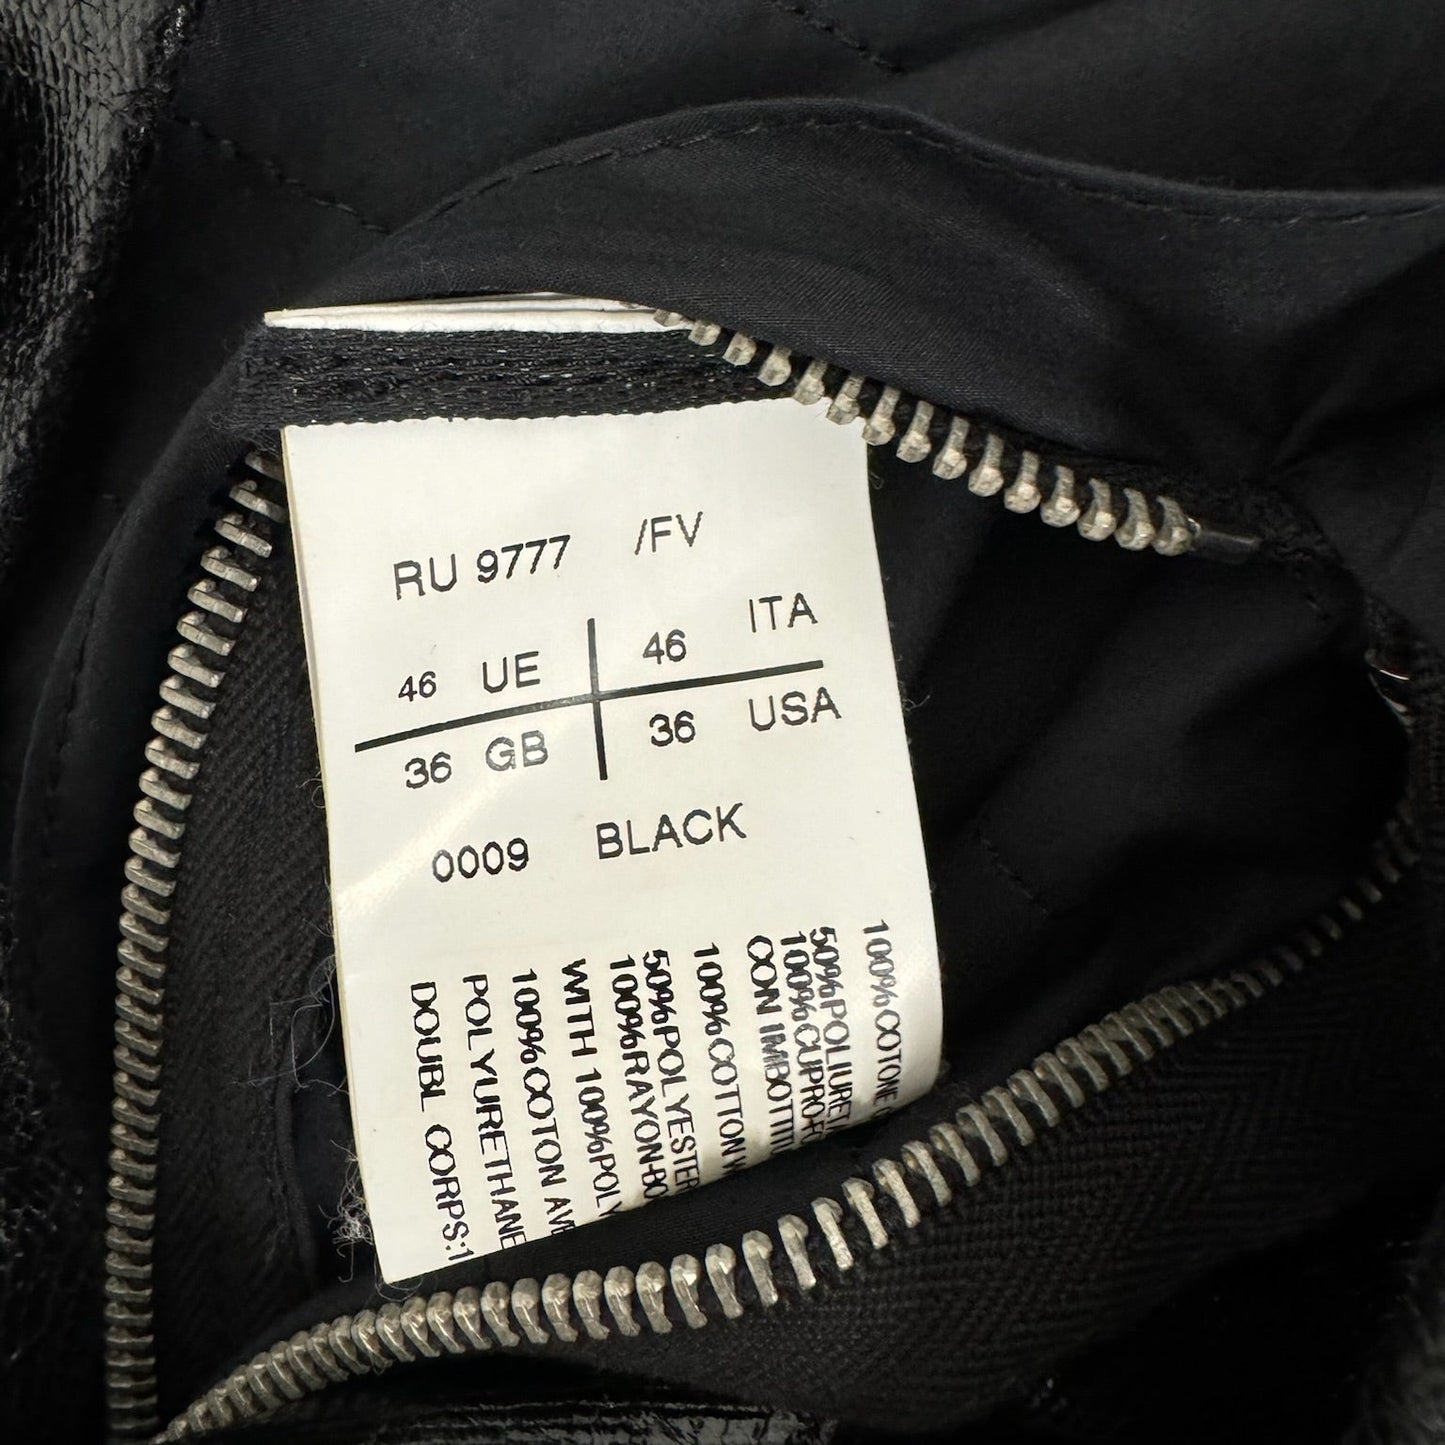 RU 9777 /FV
46 UE 46 ITA
36 GB 36 USA
0009 BLACK
100% COTONE
50%POLIURE
100% CUPRO
CON IMBOTTIT
100% COTTON
50%POLYESTER
100%RAYON
WITH 100%POLY
100% COTON AVE
POLYURETHANE
DOUBL CORPS:1